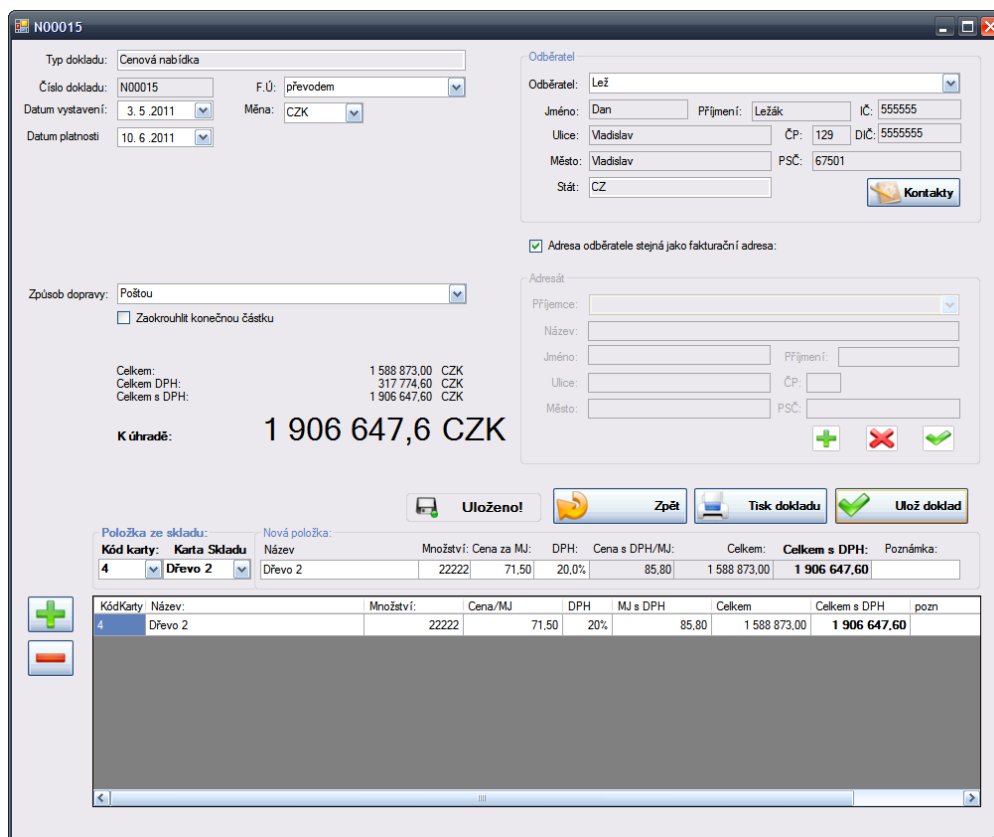 N00015
Typ dokladu: Cenová nabídka
Číslo dokladu: N00015 F.Ú: převodem
Datum vystavení: 3. 5 .2011 Měna: CZK
Datum platnosti 10. 6 .2011
Odběratel
Odběratel: Lež
Jméno: Dan Příjmení: Ležák IČ: 555555
Ulice: Vladislav ČP: 129 DIČ: 5555555
Město: Vladislav PSČ: 67501
Stát: CZ
Kontakty
Adresa odběratele stejná jako fakturační adresa:
Způsob dopravy: Poštou
Zaokrouhlit konečnou částku
Celkem: 1 588 873,00 CZK
Celkem DPH: 317 774,60 CZK
Celkem s DPH: 1 906 647,60 CZK
K úhradě: 1 906 647,6 CZK
Adresát
Příjemce:
Název:
Jméno: Příjmení:
Ulice: ČP:
Město: PSČ:
Uloženo! Zpět Tisk dokladu Ulož doklad
Položka ze skladu: Nová položka:
Kód karty: Karta Skladu Název Množství: Cena za MJ: DPH: Cena s DPH/MJ: Celkem: Celkem s DPH: Poznámka:
4 Dřevo 2 Dřevo 2 22222 71,50 20,0% 85,80 1 588 873,00 1 906 647,60
KódKarty Název: Množství: Cena/MJ DPH MJ s DPH Celkem Celkem s DPH pozn
4 Dřevo 2 22222 71,50 20% 85,80 1 588 873,00 1 906 647,60